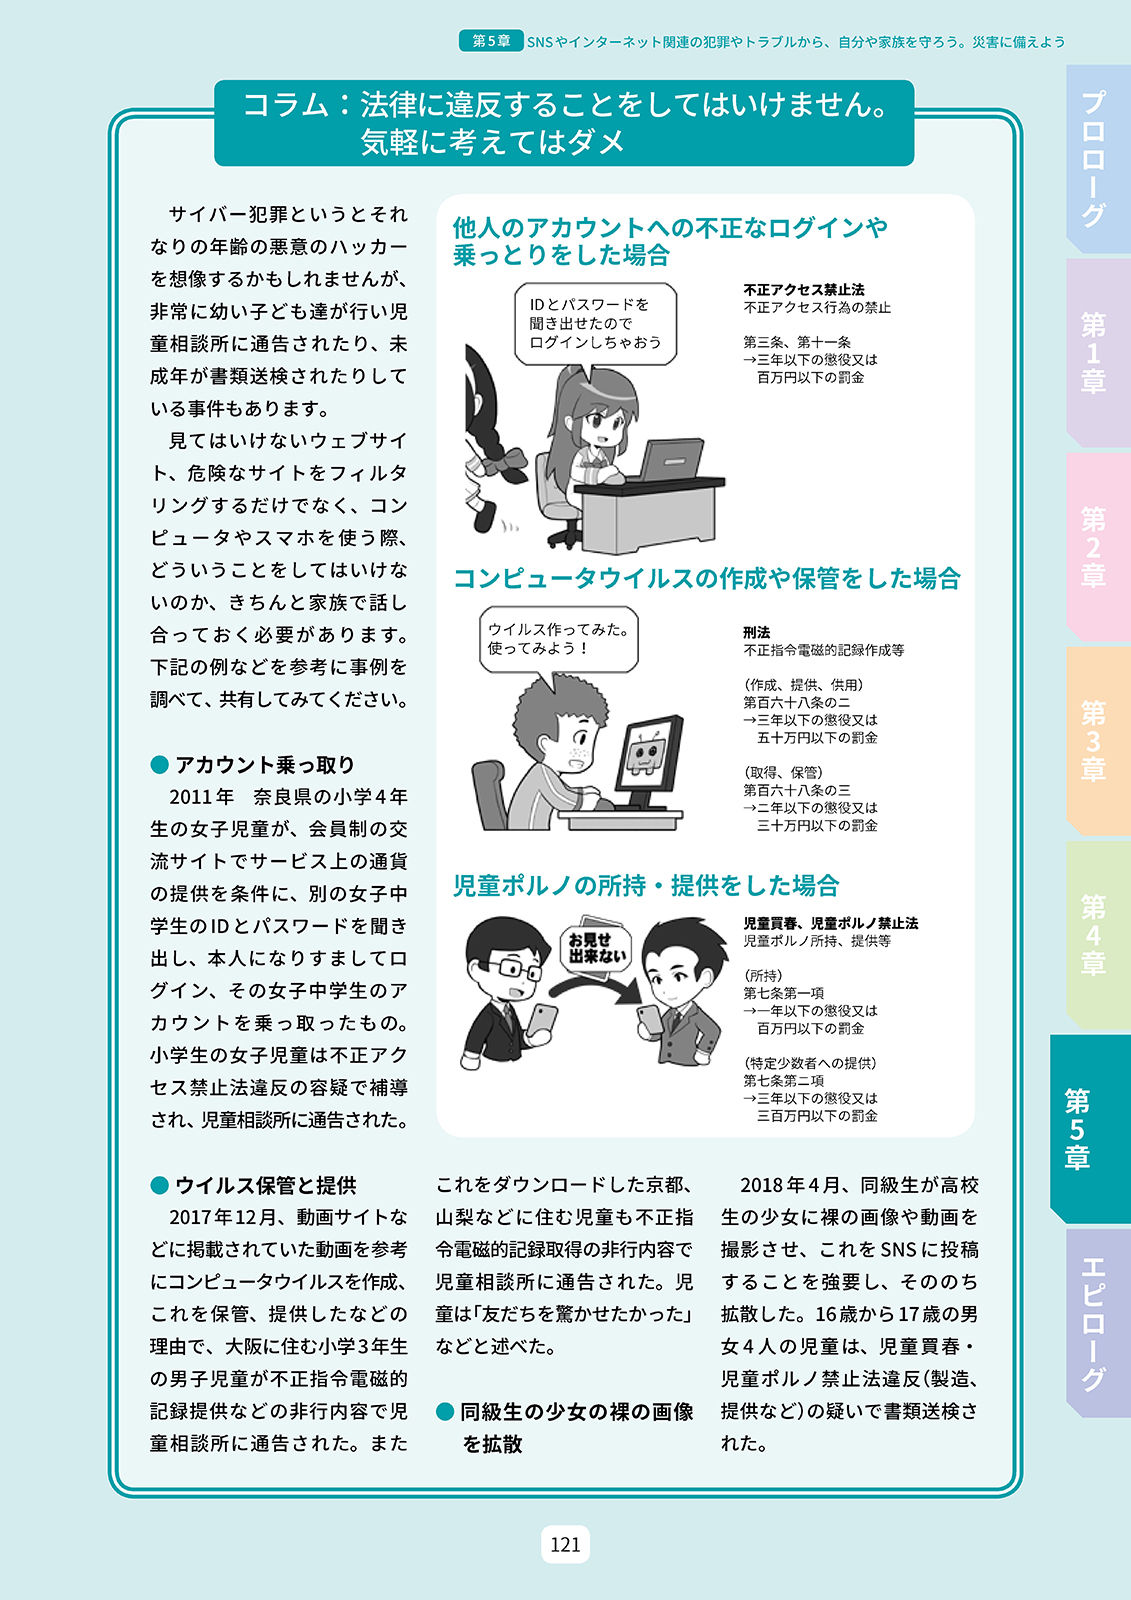 第5章 SNSやインターネット関連の犯罪やトラブルから、自分や家族を守ろう。災害に備えよう
コラム：法律に違反することをしてはいけません。
気軽に考えてはダメ
サイバー犯罪というとそれ
なりの年齢の悪意のハッカー
を想像するかもしれませんが、
非常に幼い子ども達が行い児
童相談所に通告されたり、未
成年が書類送検されたりして
いる事件もあります。
見てはいけないウェブサイ
ト、危険なサイトをフィルタ
リングするだけでなく、コン
ピュータやスマホを使う際、
どういうことをしてはいけな
いのか、きちんと家族で話し
合っておく必要があります。
下記の例などを参考に事例を
調べて、共有してみてください。
● アカウント乗っ取り
2011年　奈良県の小学4年
生の女子児童が、会員制の交
流サイトでサービス上の通貨
の提供を条件に、別の女子中
学生のIDとパスワードを聞き
出し、本人になりすましてロ
グイン、その女子中学生のア
カウントを乗っ取ったもの。
小学生の女子児童は不正アク
セス禁止法違反の容疑で補導
され、児童相談所に通告された。
他人のアカウントへの不正なログインや
乗っとりをした場合
IDとパスワードを
聞き出せたので
ログインしちゃおう
不正アクセス禁止法
不正アクセス行為の禁止
第三条、第十一条
→三年以下の懲役又は
百万円以下の罰金
コンピュータウイルスの作成や保管をした場合
ウイルス作ってみた。
使ってみよう！
刑法
不正指令電磁的記録作成等
（作成、提供、供用）
第百六十八条の二
→三年以下の懲役又は
五十万円以下の罰金
（取得、保管）
第百六十八条の三
→二年以下の懲役又は
三十万円以下の罰金
児童ポルノの所持・提供をした場合
お見せ
出来ない
児童買春、児童ポルノ禁止法
児童ポルノ所持、提供等
（所持）
第七条第一項
→一年以下の懲役又は
百万円以下の罰金
（特定少数者への提供）
第七条第二項
→三年以下の懲役又は
三百万円以下の罰金
● ウイルス保管と提供
2017年12月、動画サイトな
どに掲載されていた動画を参考
にコンピュータウイルスを作成、
これを保管、提供したなどの
理由で、大阪に住む小学3年生
の男子児童が不正指令電磁的
記録提供などの非行内容で児
童相談所に通告された。また
これをダウンロードした京都、
山梨などに住む児童も不正指
令電磁的記録取得の非行内容で
児童相談所に通告された。児
童は「友だちを驚かせたかった」
などと述べた。
● 同級生の少女の裸の画像
を拡散
2018年4月、同級生が高校
生の少女に裸の画像や動画を
撮影させ、これをSNSに投稿
することを強要し、そののち
拡散した。16歳から17歳の男
女4人の児童は、児童買春・
児童ポルノ禁止法違反（製造、
提供など）の疑いで書類送検さ
れた。
プロローグ
第1章
第2章
第3章
第4章
第5章
エピローグ
121